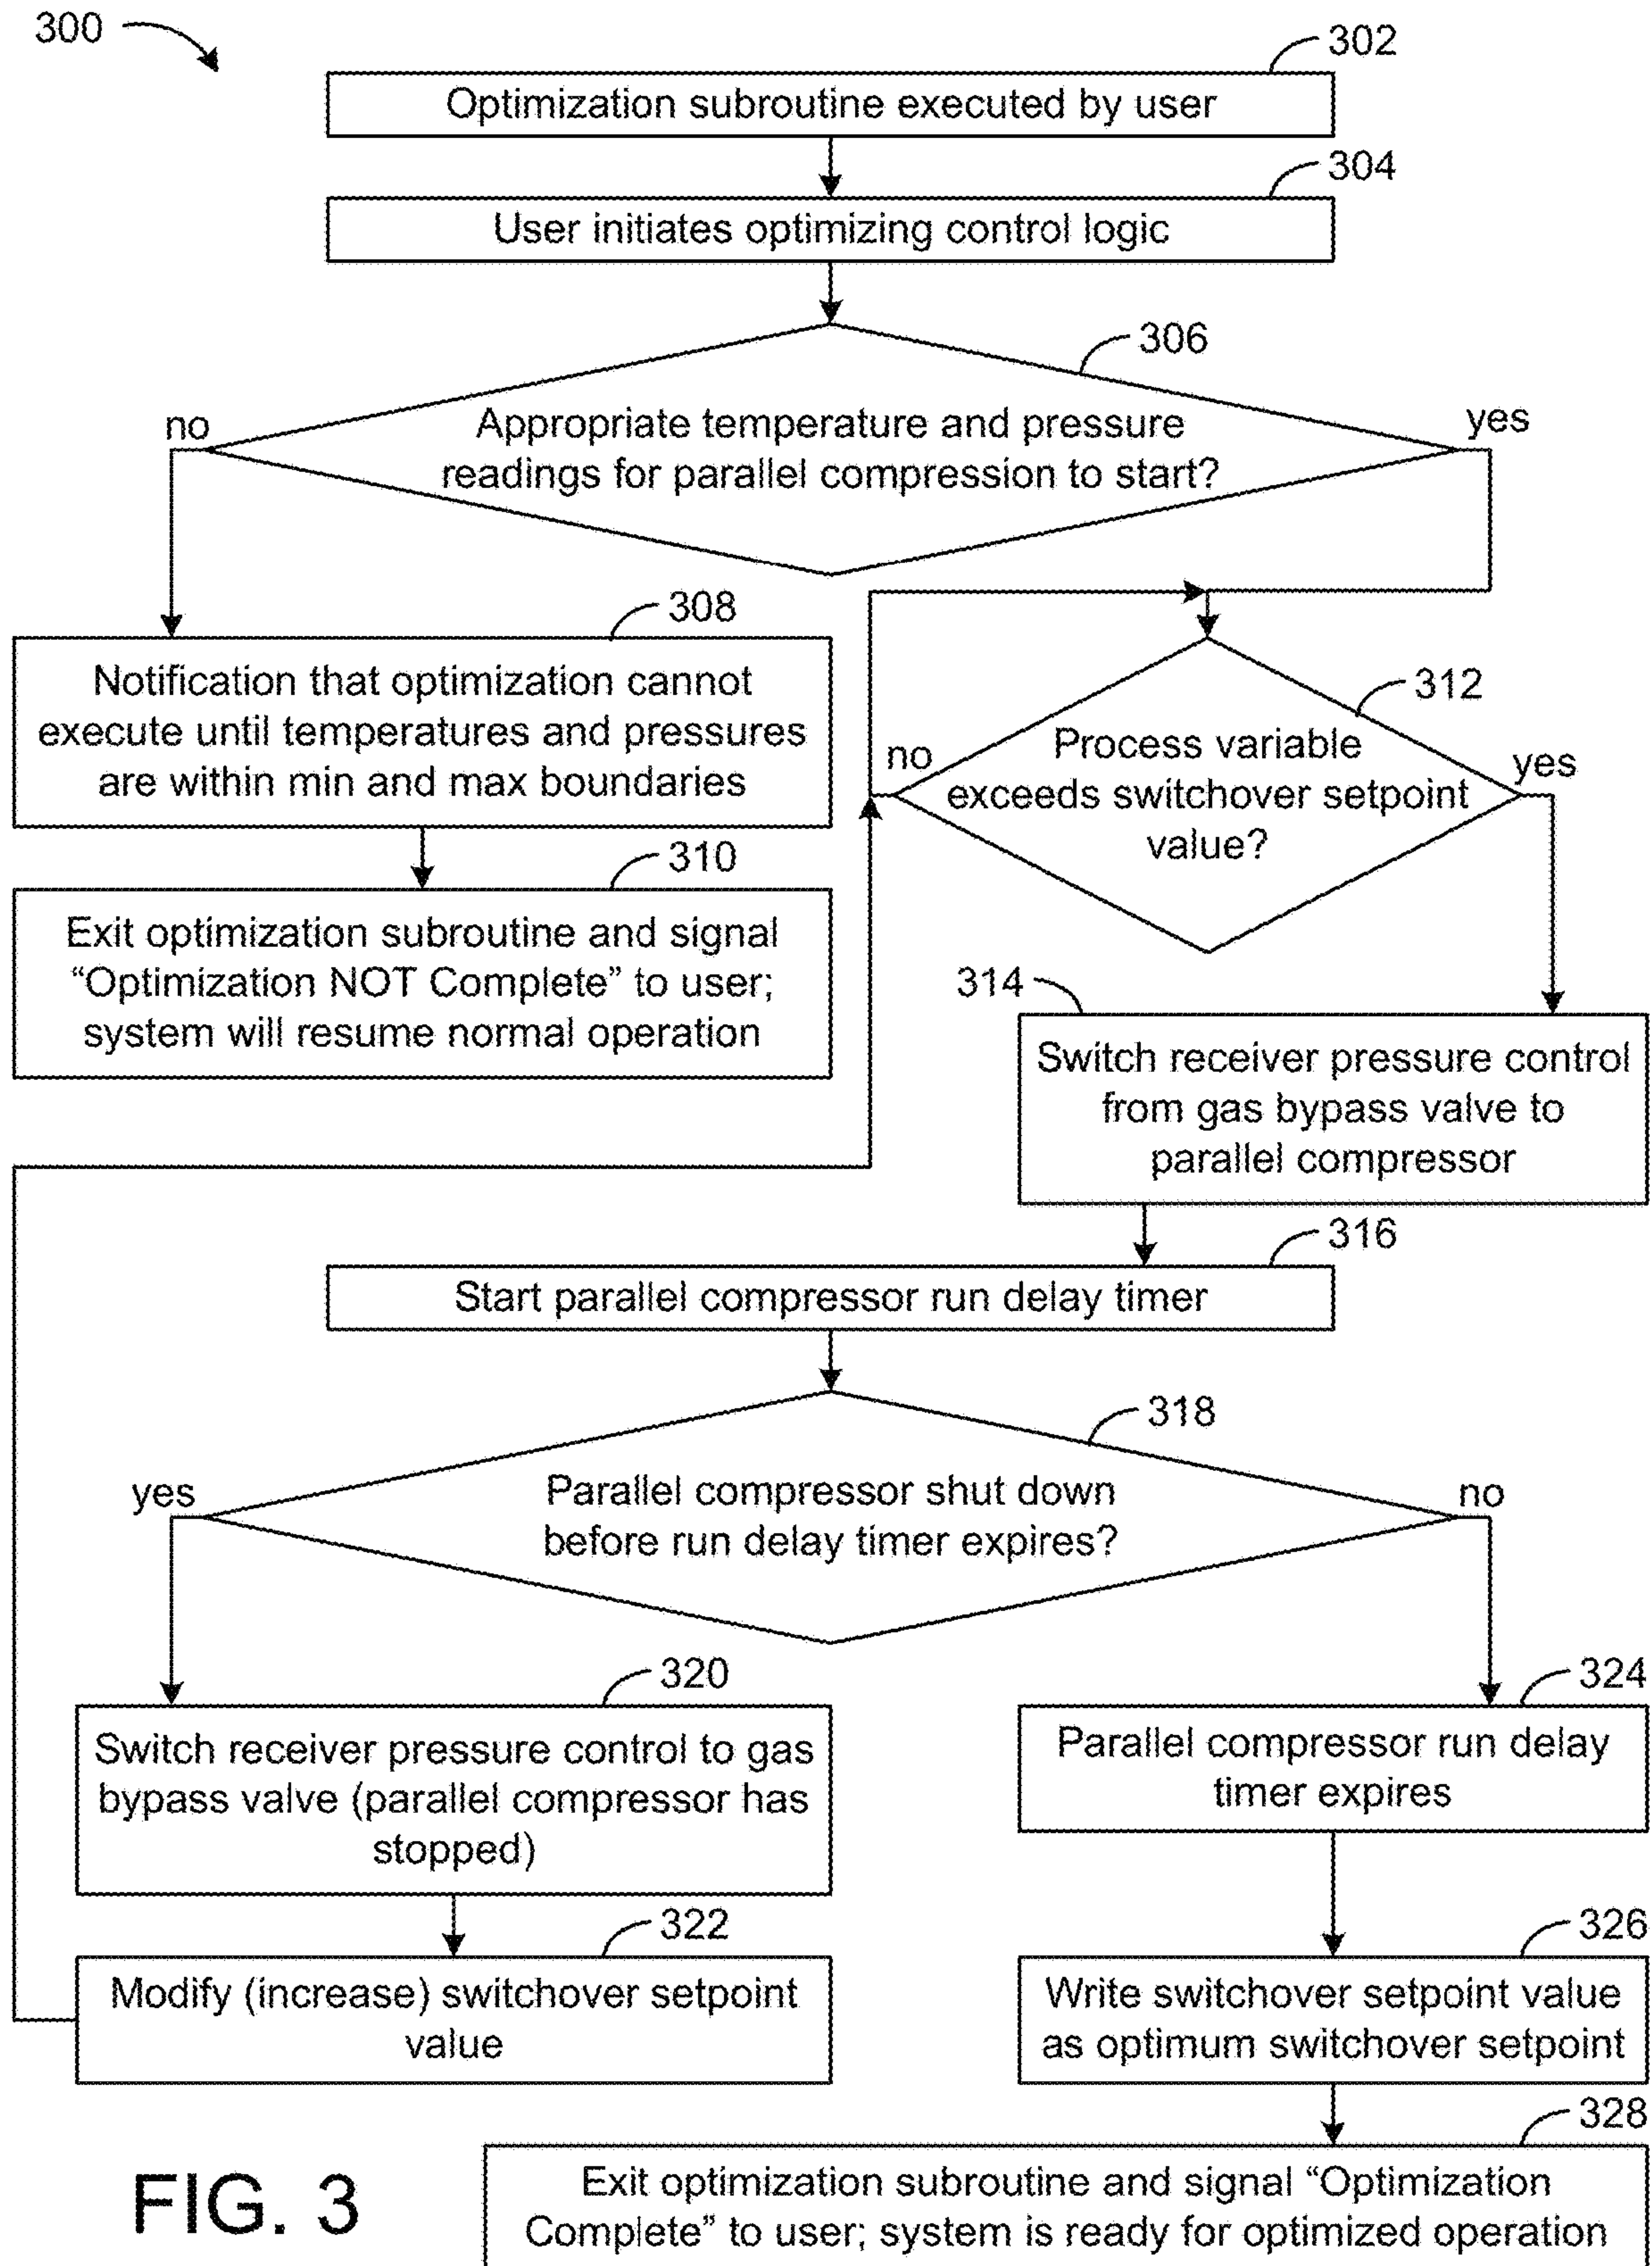 300
302
Optimization subroutine executed by user
304
User initiates optimizing control logic
306
Appropriate temperature and pressure
readings for parallel compression to start?
no
yes
308
Notification that optimization cannot
execute until temperatures and pressures
are within min and max boundaries
310
Exit optimization subroutine and signal
“Optimization NOT Complete” to user;
system will resume normal operation
312
Process variable
exceeds switchover setpoint
value?
no
yes
314
Switch receiver pressure control
from gas bypass valve to
parallel compressor
316
Start parallel compressor run delay timer
318
Parallel compressor shut down
before run delay timer expires?
yes
no
320
Switch receiver pressure control to gas
bypass valve (parallel compressor has
stopped)
322
Modify (increase) switchover setpoint
value
324
Parallel compressor run delay
timer expires
326
Write switchover setpoint value
as optimum switchover setpoint
328
Exit optimization subroutine and signal “Optimization
Complete” to user; system is ready for optimized operation
FIG. 3